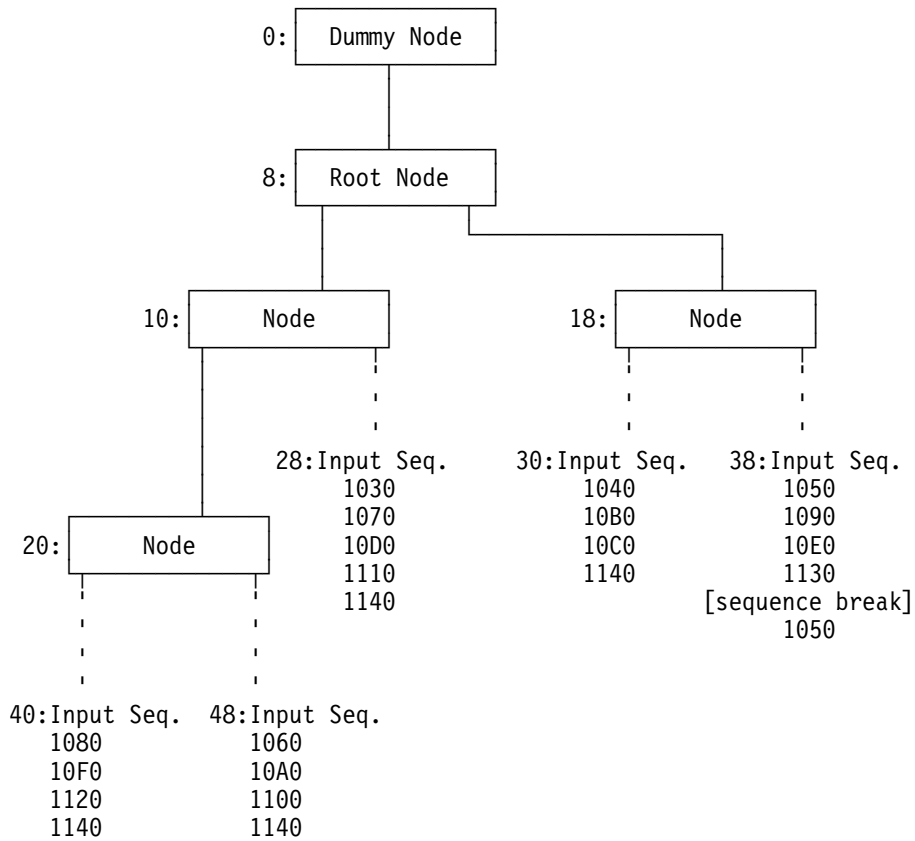 0: Dummy Node
8: Root Node
10: Node 18: Node
28:Input Seq. 30:Input Seq. 38:Input Seq.
1030 1040 1050
1070 10B0 1090
10D0 10C0 10E0
1110 1140 1130
1140 [sequence break]
1050
20: Node
40:Input Seq. 48:Input Seq.
1080 1060
10F0 10A0
1120 1100
1140 1140